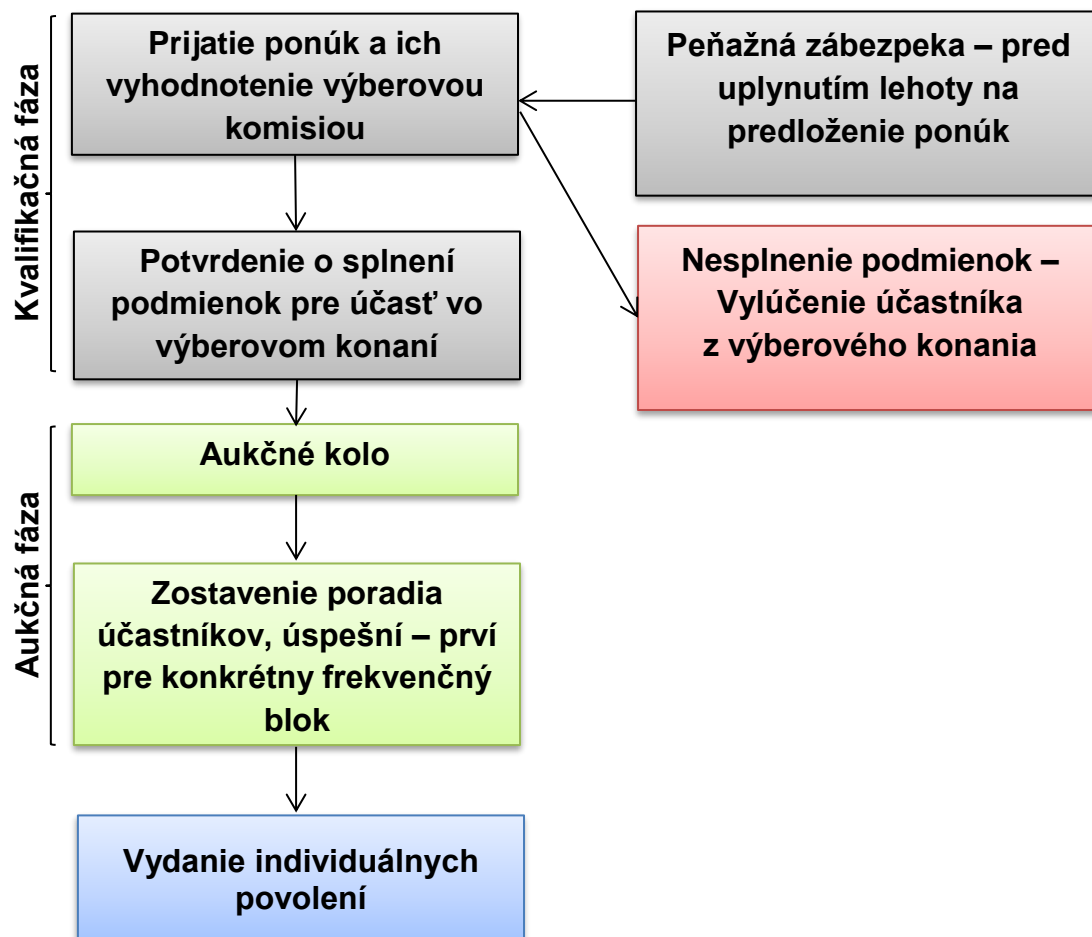 Kvalifikačná fáza
Prijatie ponúk a ich
vyhodnotenie výberovou
komisiou
Peňažná zábezpeka – pred
uplynutím lehoty na
predloženie ponúk
Potvrdenie o splnení
podmienok pre účasť vo
výberovom konaní
Nesplnenie podmienok –
Vylúčenie účastníka
z výberového konania
Aukčná fáza
Aukčné kolo
Zostavenie poradia
účastníkov, úspešní – prví
pre konkrétny frekvenčný
blok
Vydanie individuálnych
povolení